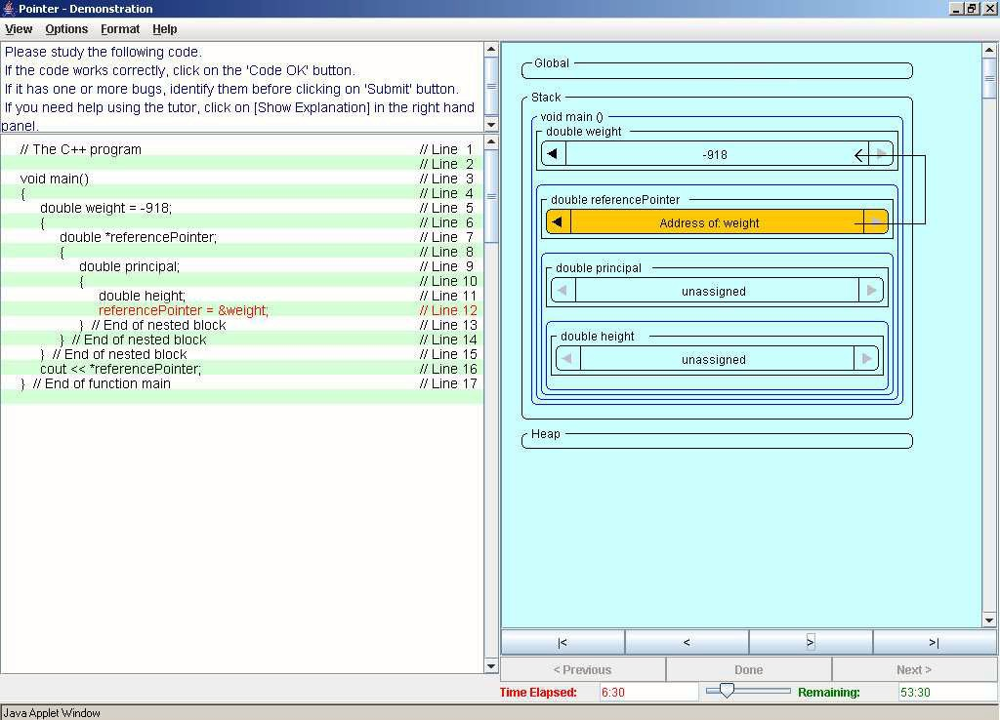 Pointer - Demonstration
View Options Format Help
Please study the following code.
If the code works correctly, click on the 'Code OK' button.
If it has one or more bugs, identify them before clicking on 'Submit' button.
If you need help using the tutor, click on [Show Explanation] in the right hand
panel.
// The C++ program // Line 1
// Line 2
void main() // Line 3
{ // Line 4
double weight = -918; // Line 5
{ // Line 6
double *referencePointer; // Line 7
{ // Line 8
double principal; // Line 9
{ // Line 10
double height; // Line 11
referencePointer = &weight; // Line 12
} // End of nested block // Line 13
} // End of nested block // Line 14
} // End of nested block // Line 15
cout << *referencePointer; // Line 16
} // End of function main // Line 17
Global
Stack
void main ()
double weight
-918
double referencePointer
Address of: weight
double principal
unassigned
double height
unassigned
Heap
|< < > >|
< Previous Done Next >
Time Elapsed: 6:30 Remaining: 53:30
Java Applet Window